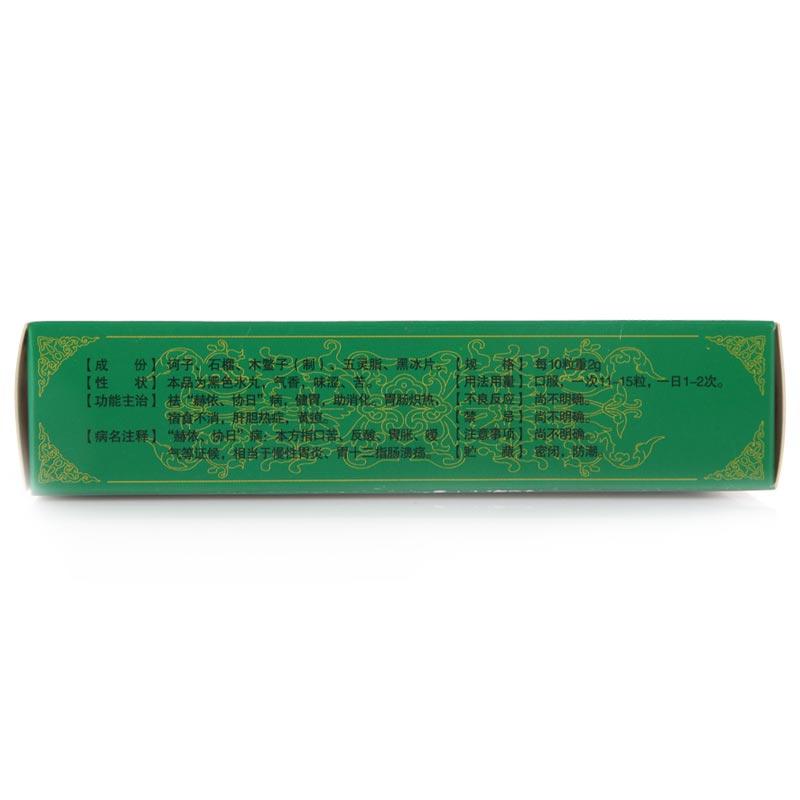 【成 份】诃子、石榴、木鳖子（制）、五灵脂、黑冰片。
【性 状】本品为黑色水丸，气香，味涩、苦。
【功能主治】祛“赫依、协日”病，健胃，助消化。胃肠炽热，
宿食不消，肝胆热症，黄疸。
【病名注释】“赫依、协日”病：本方指口苦、反酸、胃胀、嗳
气等证候，相当于慢性胃炎、胃十二指肠溃疡。
【规 格】每10粒重2g
【用法用量】口服，一次11-15粒，一日1-2次。
【不良反应】尚不明确。
【禁 忌】尚不明确。
【注意事项】尚不明确。
【贮 藏】密闭，防潮。